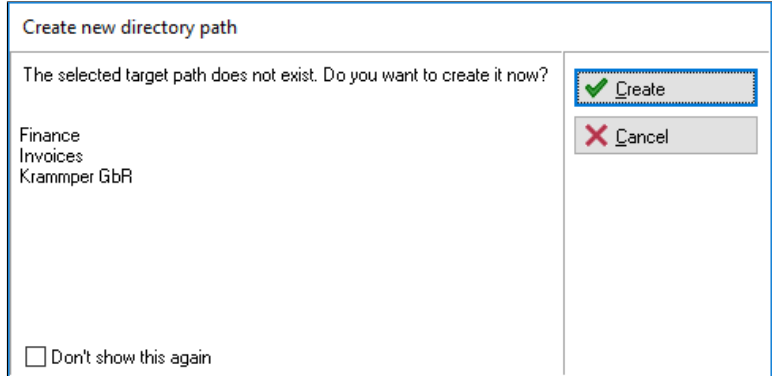 Create new directory path
The selected target path does not exist. Do you want to create it now?
Create
Cancel
Finance
Invoices
Krammper GbR
Don't show this again